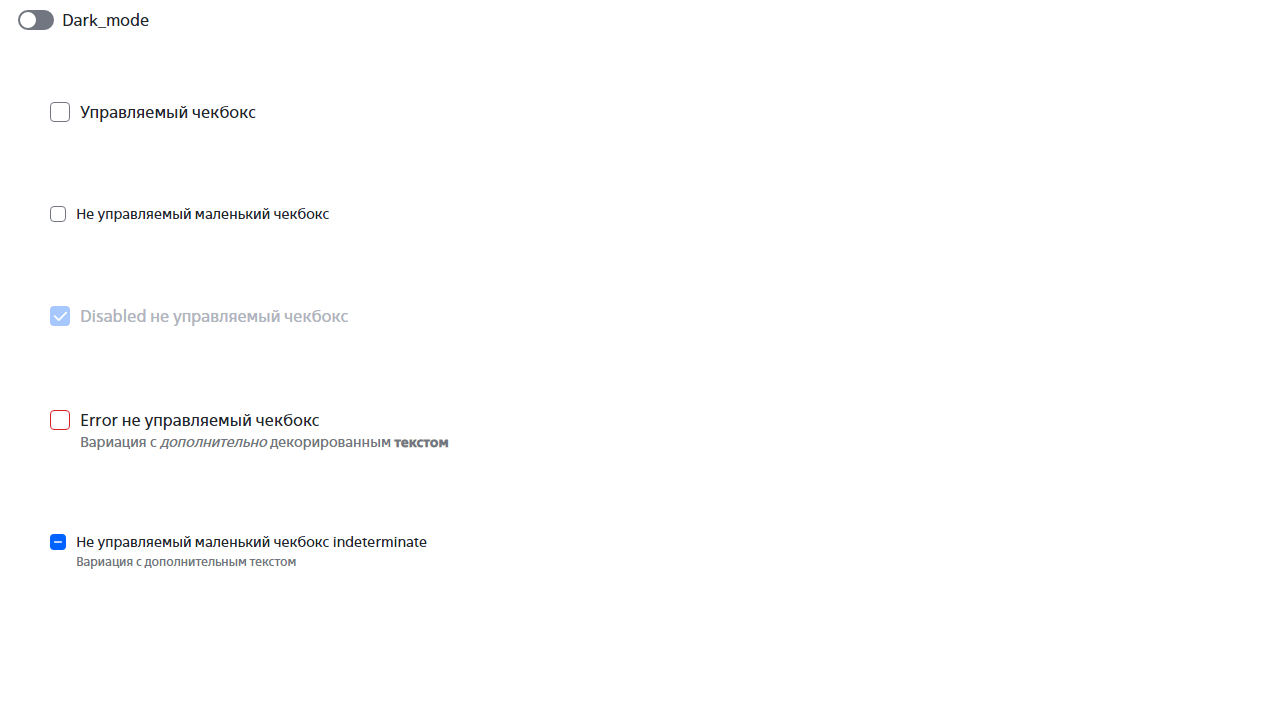 Dark_mode
Управляемый чекбокс
Не управляемый маленький чекбокс
Disabled не управляемый чекбокс
Error не управляемый чекбокс
Вариация с дополнительно декорированным текстом
Не управляемый маленький чекбокс indeterminate
Вариация с дополнительным текстом